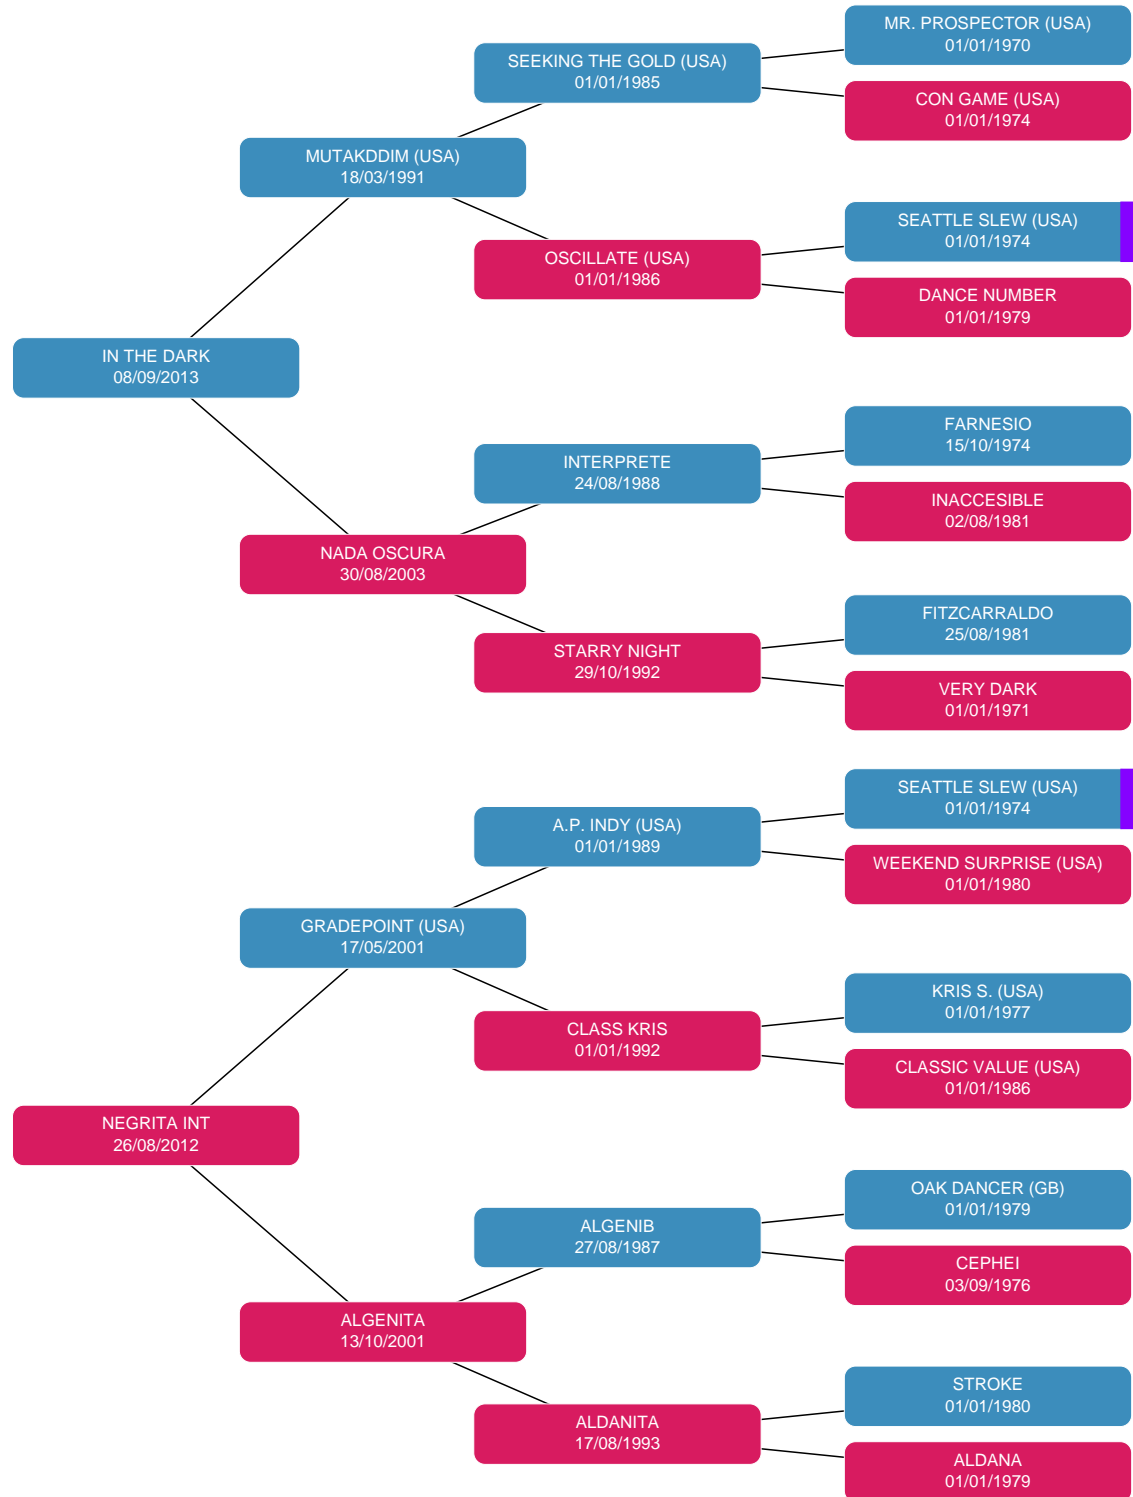 MR. PROSPECTOR (USA)
01/01/1970
SEEKING THE GOLD (USA)
01/01/1985
CON GAME (USA)
01/01/1974
MUTAKDDIM (USA)
18/03/1991
SEATTLE SLEW (USA)
01/01/1974
OSCILLATE (USA)
01/01/1986
DANCE NUMBER
01/01/1979
IN THE DARK
08/09/2013
FARNESIO
15/10/1974
INTERPRETE
24/08/1988
INACCESIBLE
02/08/1981
NADA OSCURA
30/08/2003
FITZCARRALDO
25/08/1981
STARRY NIGHT
29/10/1992
VERY DARK
01/01/1971
SEATTLE SLEW (USA)
01/01/1974
A.P. INDY (USA)
01/01/1989
WEEKEND SURPRISE (USA)
01/01/1980
GRADEPOINT (USA)
17/05/2001
KRIS S. (USA)
01/01/1977
CLASS KRIS
01/01/1992
CLASSIC VALUE (USA)
01/01/1986
NEGRITA INT
26/08/2012
OAK DANCER (GB)
01/01/1979
ALGENIB
27/08/1987
CEPHEI
03/09/1976
ALGENITA
13/10/2001
STROKE
01/01/1980
ALDANITA
17/08/1993
ALDANA
01/01/1979